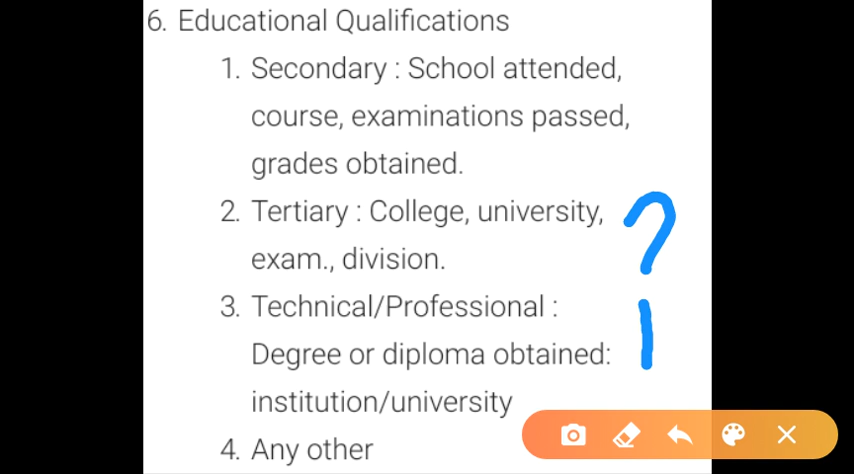 6. Educational Qualifications
1. Secondary : School attended,
course, examinations passed,
grades obtained.
2. Tertiary : College, university,
exam., division.
?
3. Technical/Professional :
Degree or diploma obtained:
institution/university
4. Any other